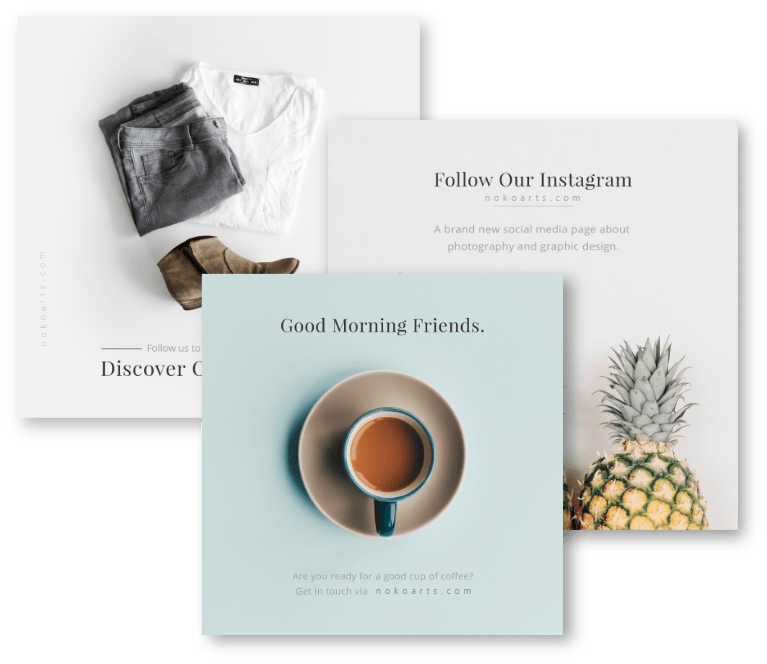 nokoarts.com
Follow us to
Discover
Follow Our Instagram
nokoarts.com
A brand new social media page about
photography and graphic design.
Good Morning Friends.
Are you ready for a good cup of coffee?
Get in touch via nokoarts.com